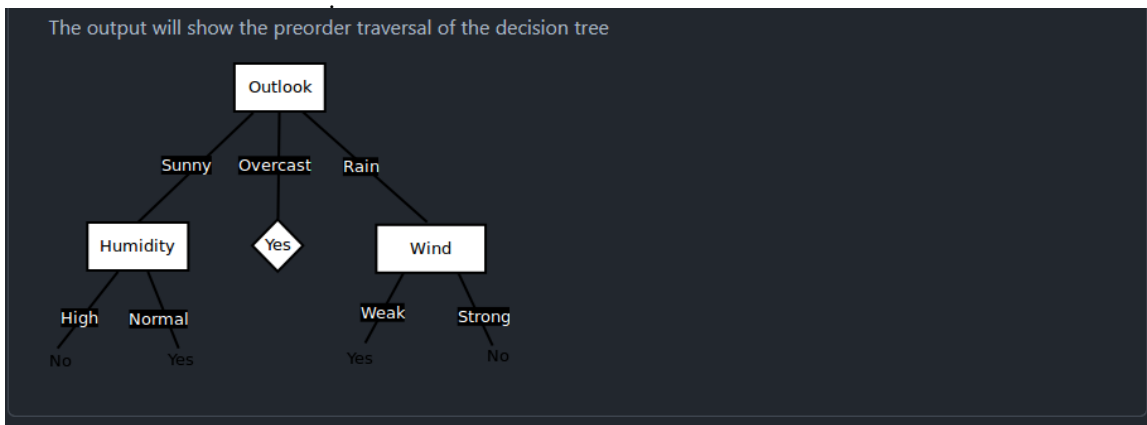 The output will show the preorder traversal of the decision tree
Outlook
Sunny Overcast Rain
Humidity Yes Wind
High Normal Weak Strong
No Yes Yes No